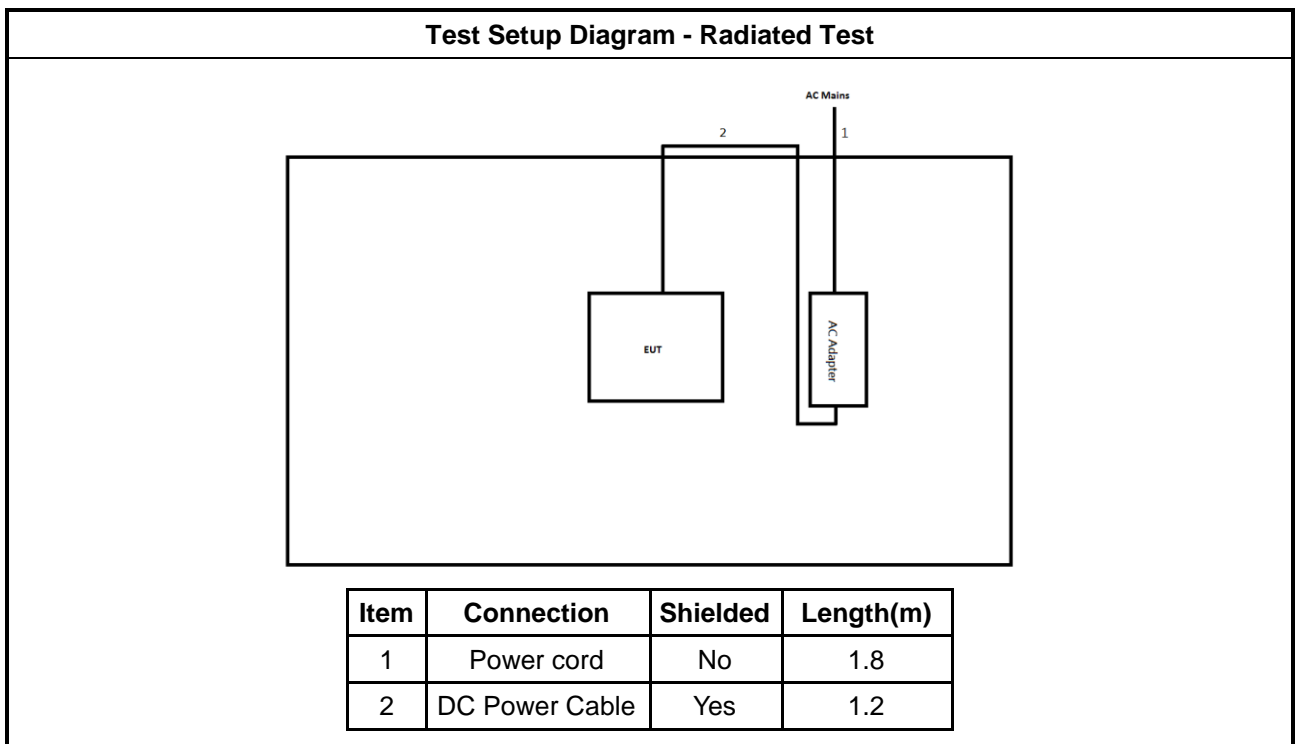 Test Setup Diagram - Radiated Test
AC Mains
2
1
EUT
AC Adapter
Item Connection Shielded Length(m)
1 Power cord No 1.8
2 DC Power Cable Yes 1.2